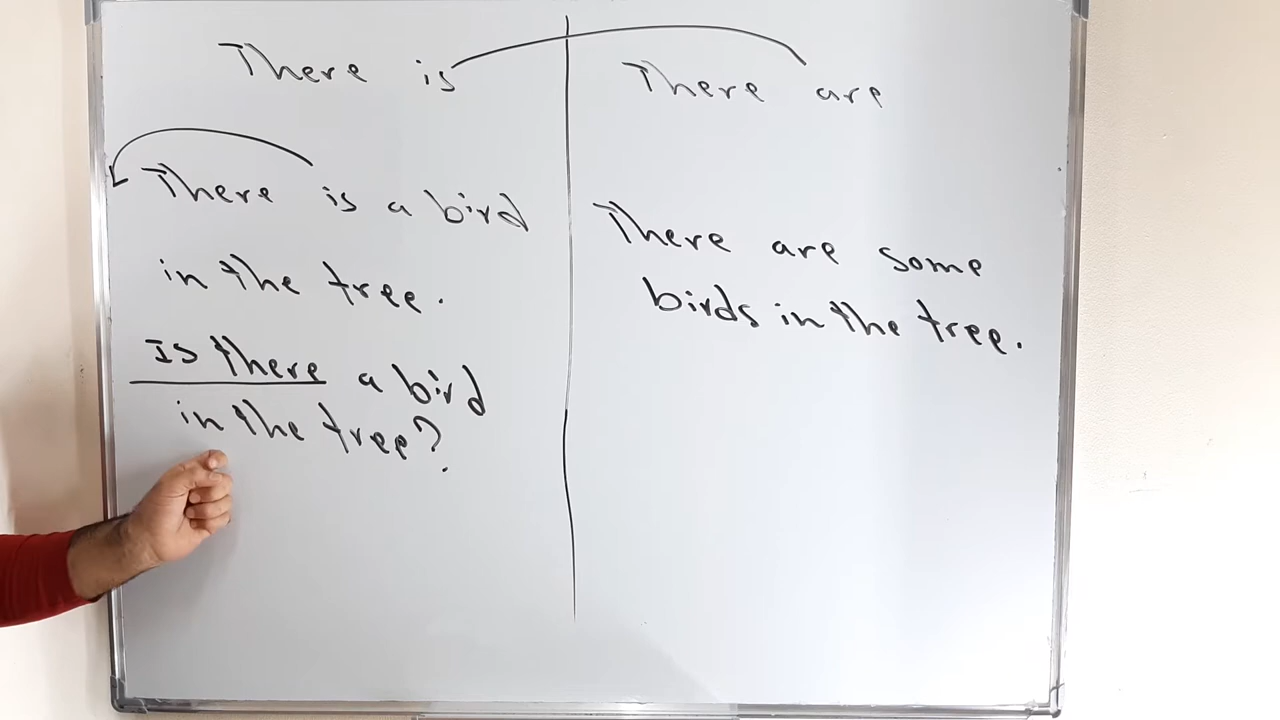 There is
There is a bird
in the tree.
Is there a bird
in the tree?
There are
There are some
birds in the tree.